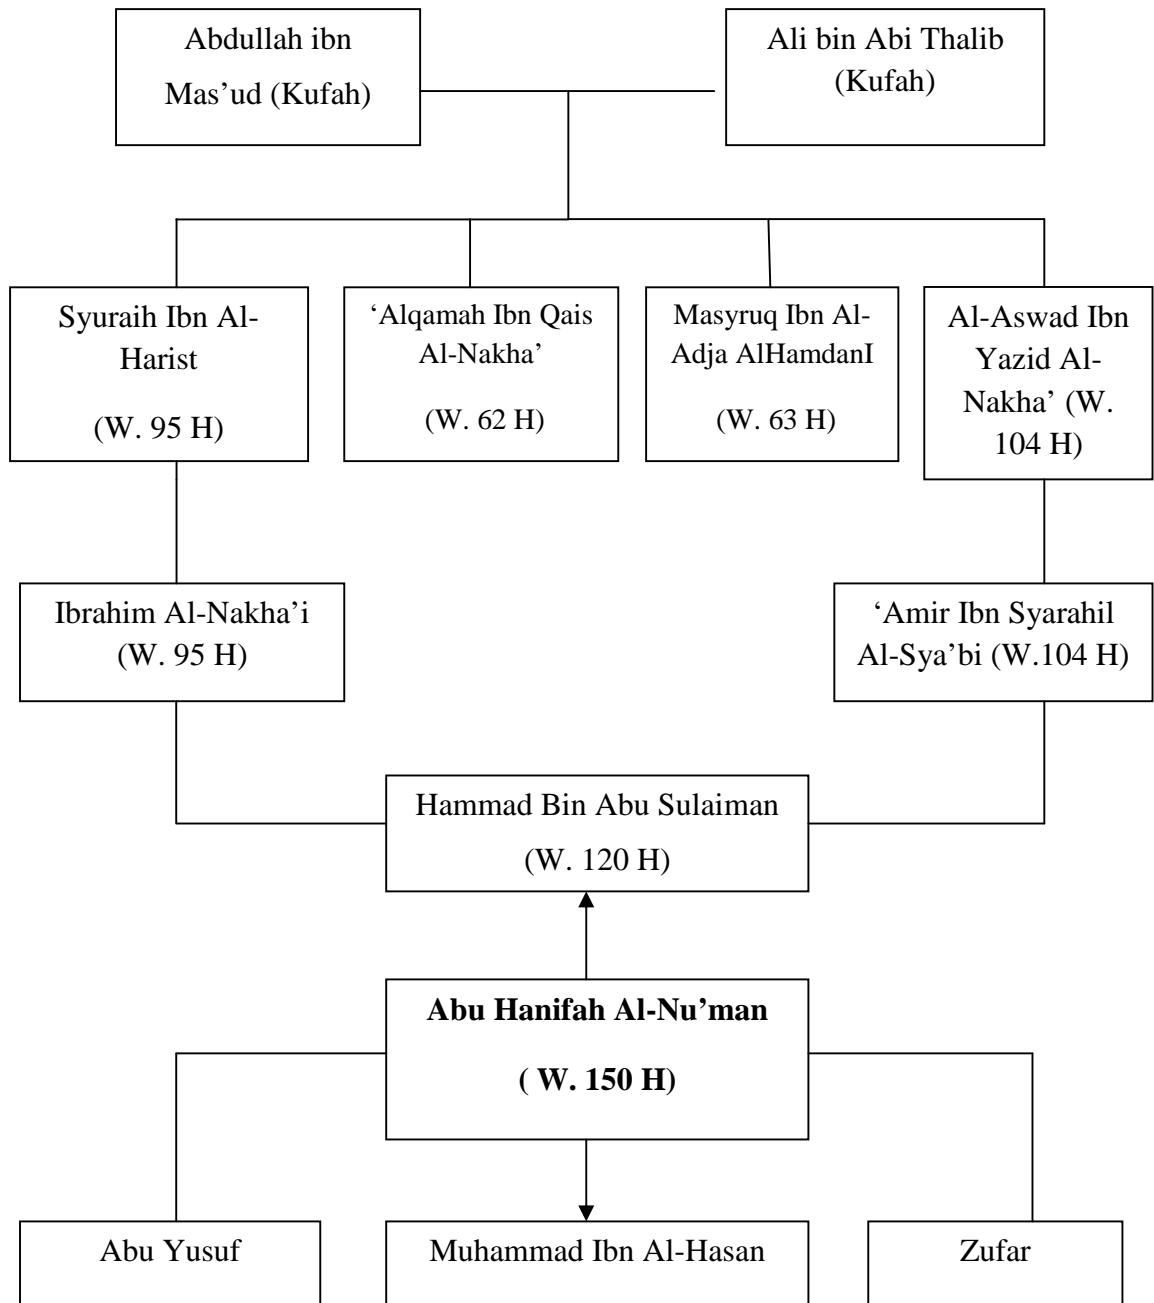 Abdullah ibn
Mas’ud (Kufah)
Ali bin Abi Thalib
(Kufah)
Syuraih Ibn Al-
Harist
(W. 95 H)
‘Alqamah Ibn Qais
Al-Nakha’
(W. 62 H)
Masyruq Ibn Al-
Adja AlHamdanI
(W. 63 H)
Al-Aswad Ibn
Yazid Al-
Nakha’ (W.
104 H)
Ibrahim Al-Nakha’i
(W. 95 H)
‘Amir Ibn Syarahil
Al-Sya’bi (W.104 H)
Hammad Bin Abu Sulaiman
(W. 120 H)
Abu Hanifah Al-Nu’man
( W. 150 H)
Abu Yusuf
Muhammad Ibn Al-Hasan
Zufar